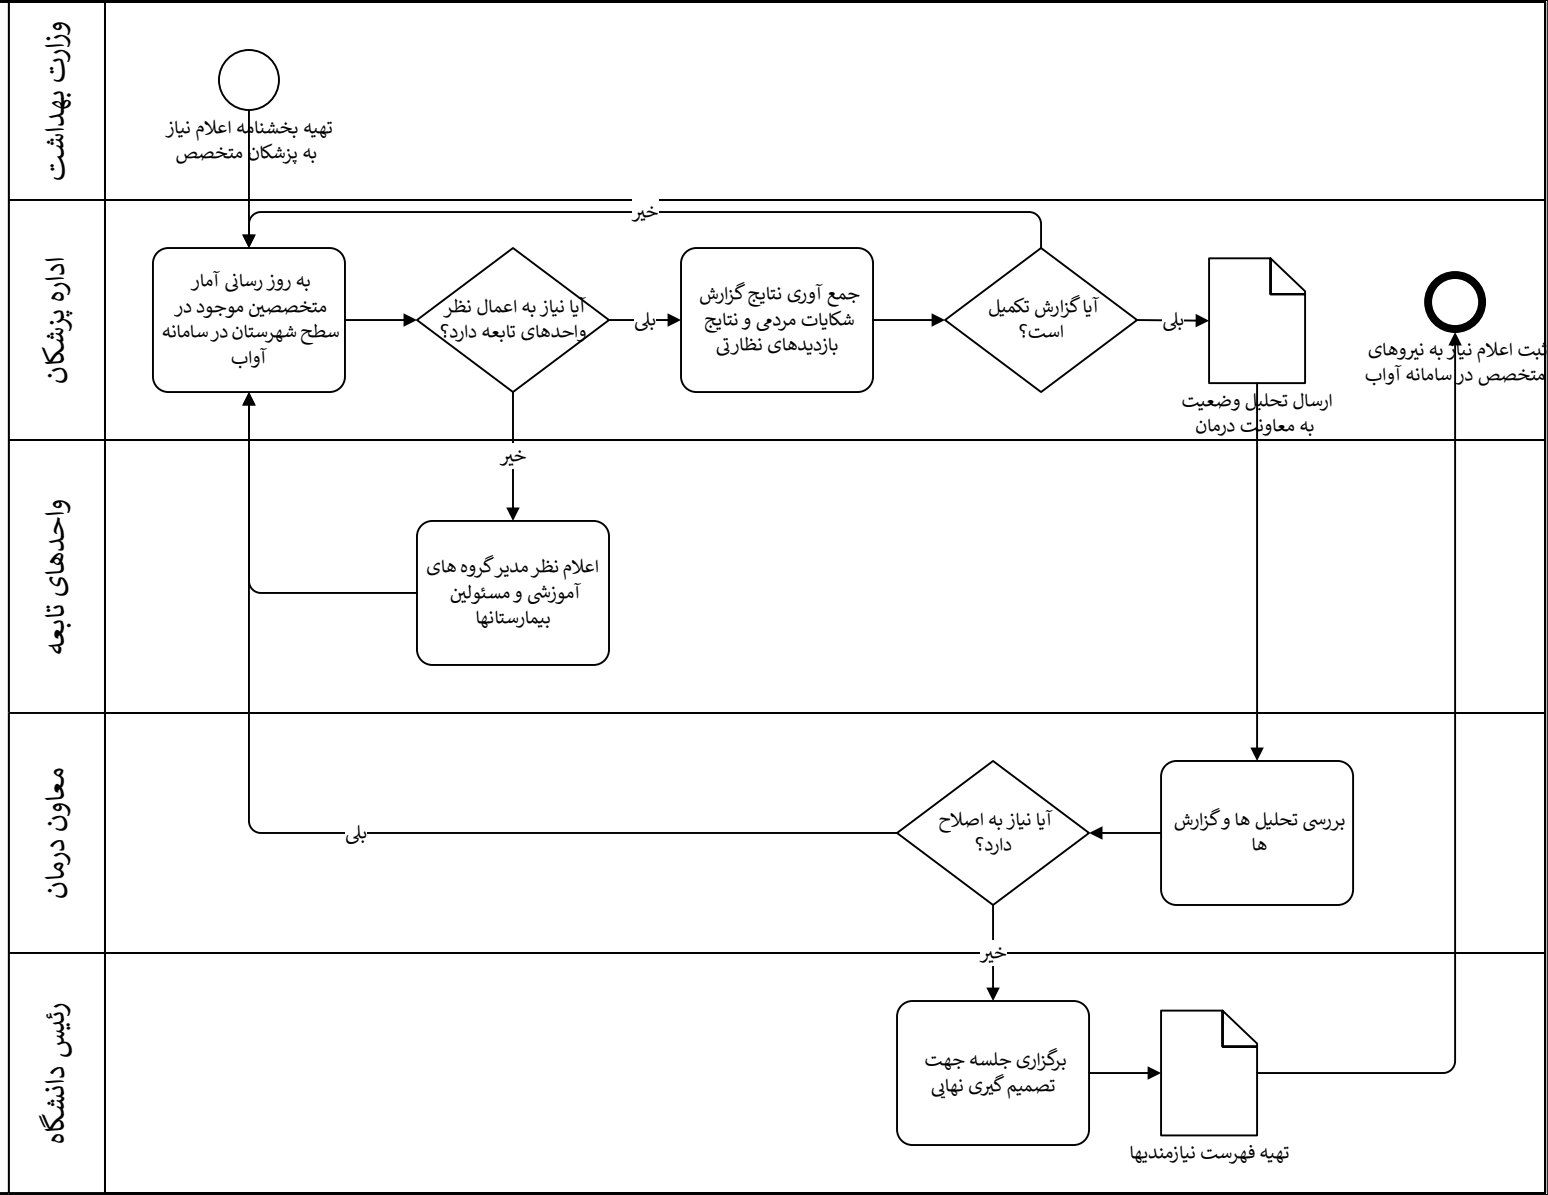 وزارت بهداشت
تهیه بخشنامه اعلام نیاز
به پزشکان متخصص
اداره پزشکان
خیر
به روز رسانی آمار
متخصصین موجود در
سطح شهرستان در سامانه
آواب
آیا نیاز به اعمال نظر
واحدهای تابعه دارد؟
بلی
جمع آوری نتایج گزارش
شکایات مردمی و نتایج
بازدیدهای نظارتی
آیا گزارش تکمیل
است؟
بلی
ارسال تحلیل وضعیت
به معاونت درمان
ثبت اعلام نیاز به نیروهای
متخصص در سامانه آواب
خیر
واحدهای تابعه
اعلام نظر مدیر گروه های
آموزشی و مسئولین
بیمارستانها
معاون درمان
بررسی تحلیل ها و گزارش
ها
آیا نیاز به اصلاح
دارد؟
بلی
خیر
رئیس دانشگاه
برگزاری جلسه جهت
تصمیم گیری نهایی
تهیه فهرست نیازمندیها